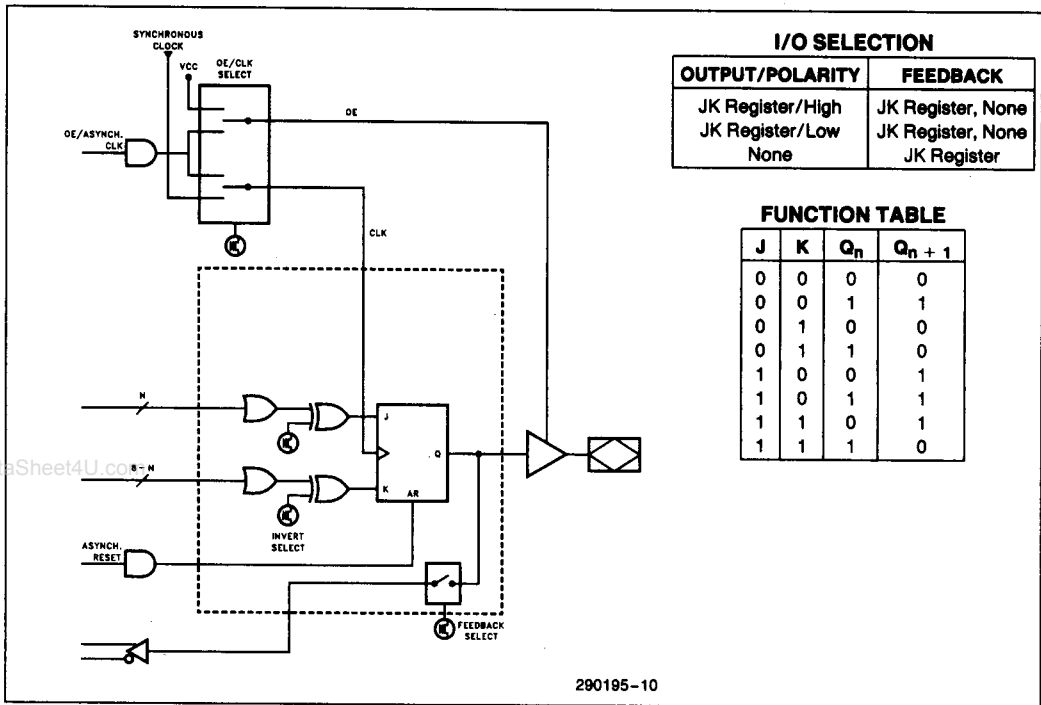 SYNCHRONOUS
CLOCK
VCC
OE/CLK
SELECT
OE
OE/ASYNCH.
CLK
CLK
N
8-N
J
Q
K
AR
INVERT
SELECT
ASYNCH.
RESET
FEEDBACK
SELECT
taSheet4U.com
290195-10
I/O SELECTION
OUTPUT/POLARITY FEEDBACK
JK Register/High JK Register, None
JK Register/Low JK Register, None
None JK Register
FUNCTION TABLE
J K Qn Qn + 1
0 0 0 0
0 0 1 1
0 1 0 0
0 1 1 0
1 0 0 1
1 0 1 1
1 1 0 1
1 1 1 0